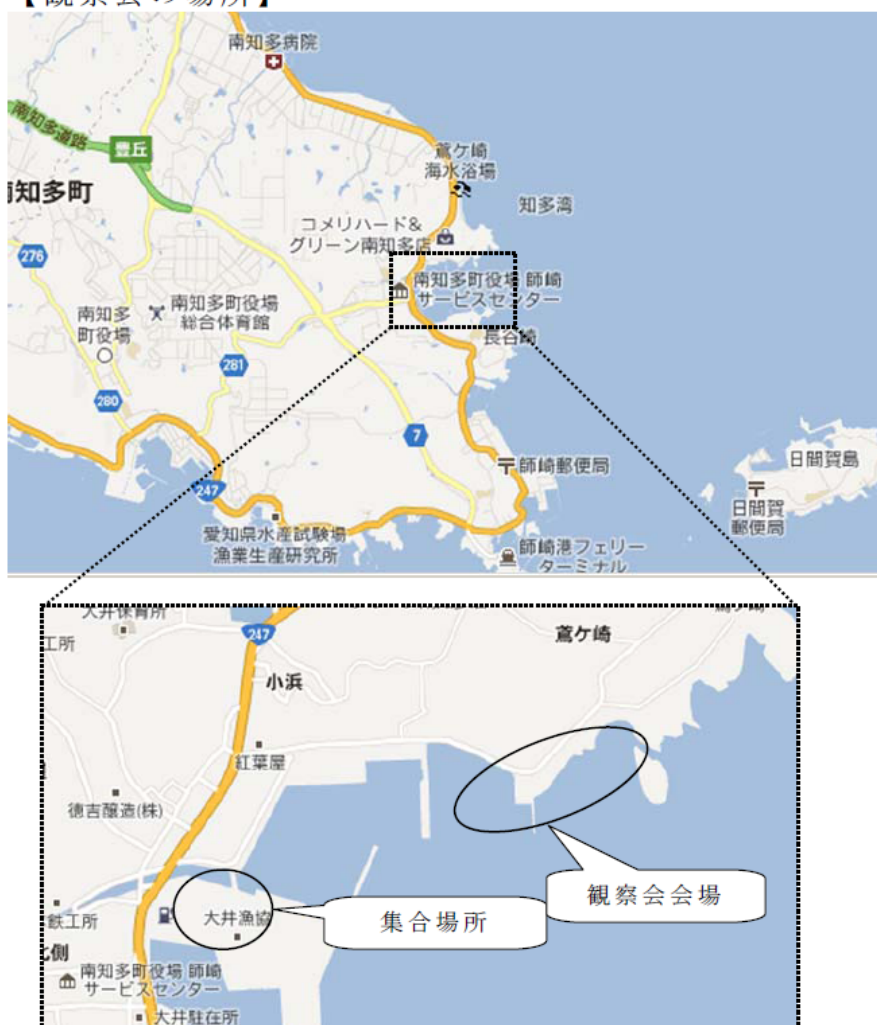 【観察会の場所】
南知多病院
南知多道路
豊丘
鳶ケ崎
海水浴場
南知多町
知多湾
コメリハード&
グリーン南知多店
276
南知多町役場 師崎
サービスセンター
南知多
町役場
南知多町役場
総合体育館
長谷崎
281
280
7
師崎郵便局
日間賀島
247
日間賀
郵便局
愛知県水産試験場
漁業生産研究所
師崎港フェリー
ターミナル
大井保育所
247
工所
鳶ケ崎
小浜
紅葉屋
徳吉醸造(株)
観察会会場
鉄工所
大井漁協
集合場所
側
南知多町役場 師崎
サービスセンター
大井駐在所